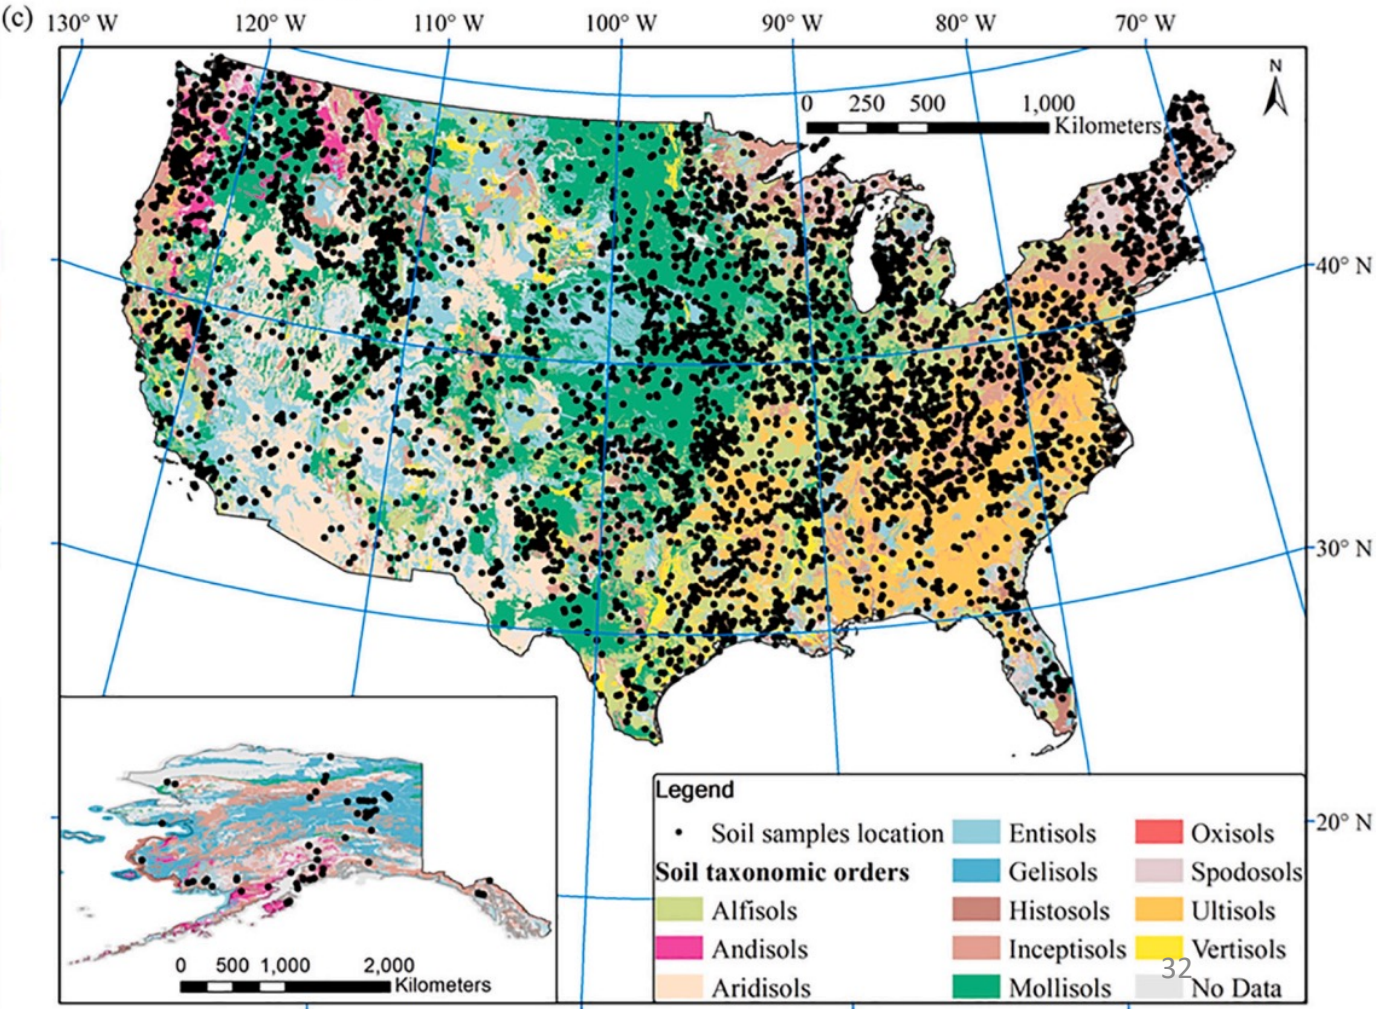 (c)
130° W 120° W 110° W 100° W 90° W 80° W 70° W
N
0 250 500 1,000
Kilometers
40° N
30° N
20° N
0 500 1,000 2,000
Kilometers
Legend
Soil samples location
Soil taxonomic orders
Alfisols
Andisols
Aridisols
Entisols
Gelisols
Histosols
Inceptisols
Mollisols
Oxisols
Spodosols
Ultisols
Vertisols
32
No Data